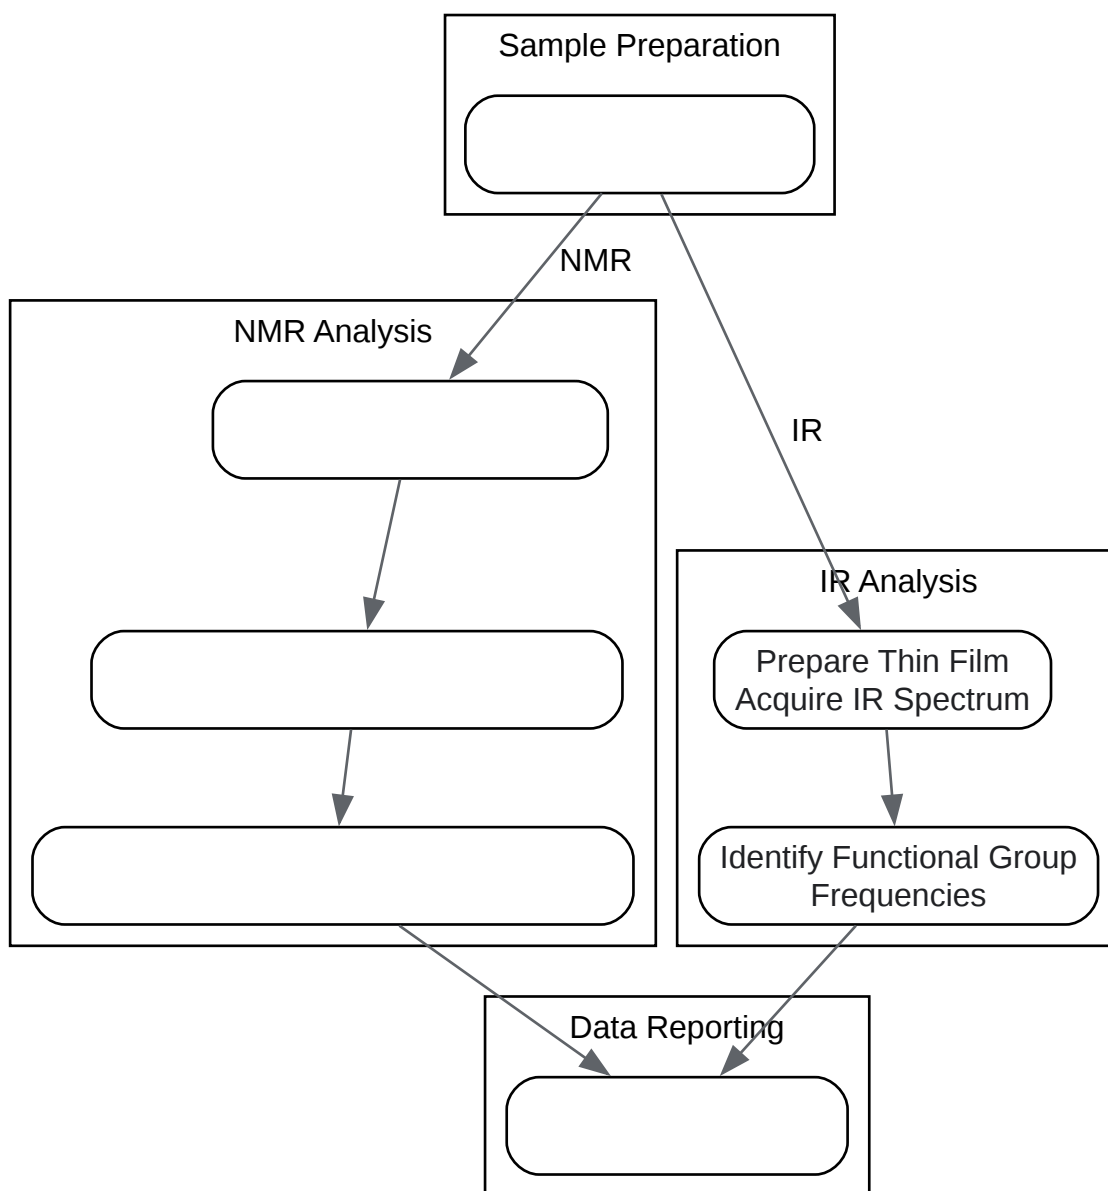 Sample Preparation
NMR
NMR Analysis
IR
IR Analysis
Prepare Thin Film
Acquire IR Spectrum
Identify Functional Group
Frequencies
Data Reporting